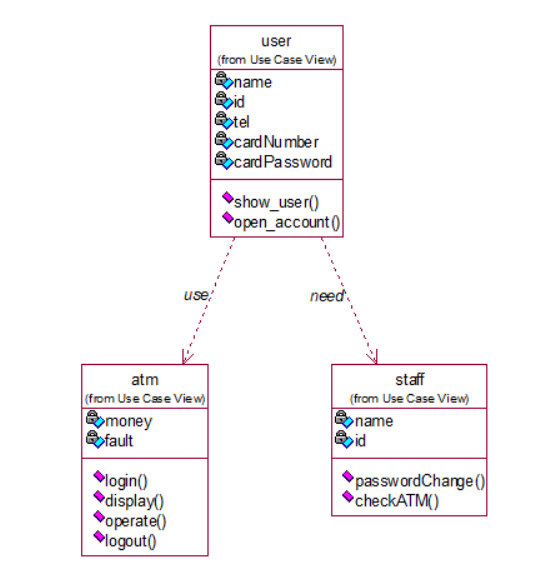 user
(from Use Case View)
name
id
tel
cardNumber
cardPassword
show_user()
open_account()
use
need
atm
(from Use Case View)
money
fault
login()
display()
operate()
logout()
staff
(from Use Case View)
name
id
passwordChange()
checkATM()